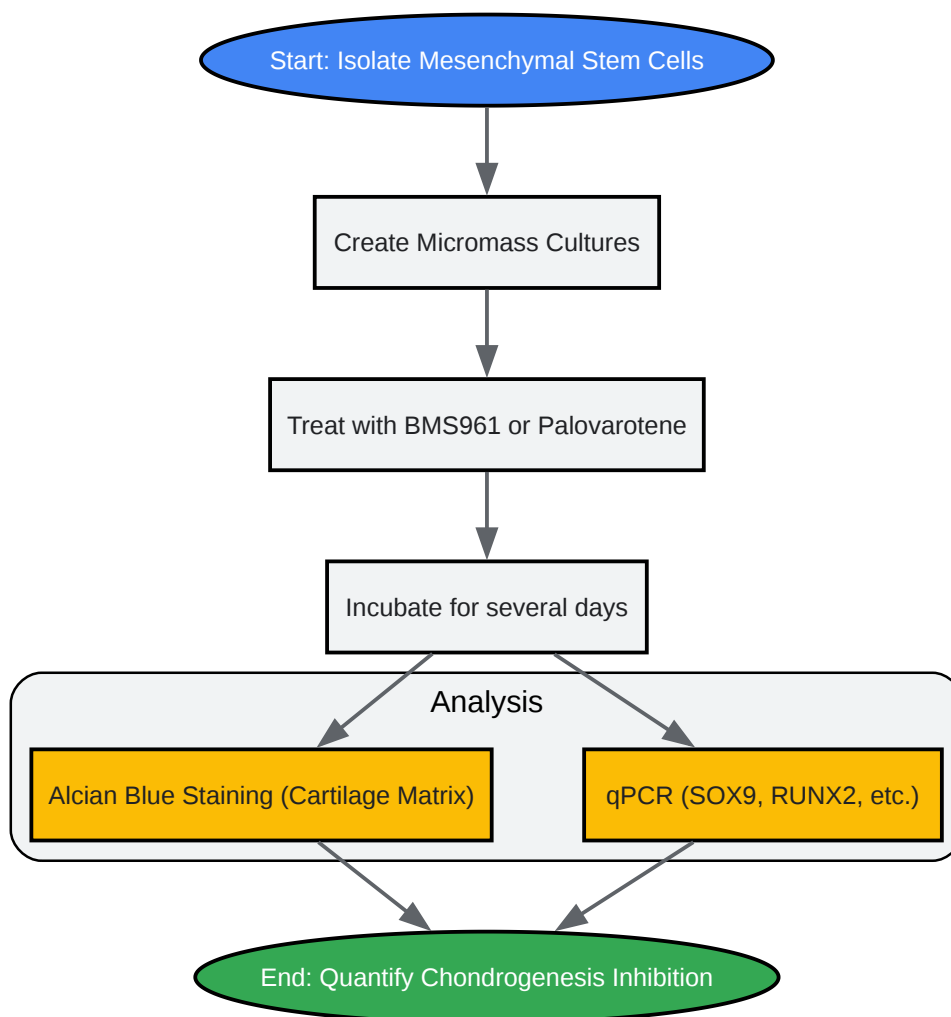 Start: Isolate Mesenchymal Stem Cells
Create Micromass Cultures
Treat with BMS961 or Palovarotene
Incubate for several days
Analysis
Alcian Blue Staining (Cartilage Matrix)
qPCR (SOX9, RUNX2, etc.)
End: Quantify Chondrogenesis Inhibition